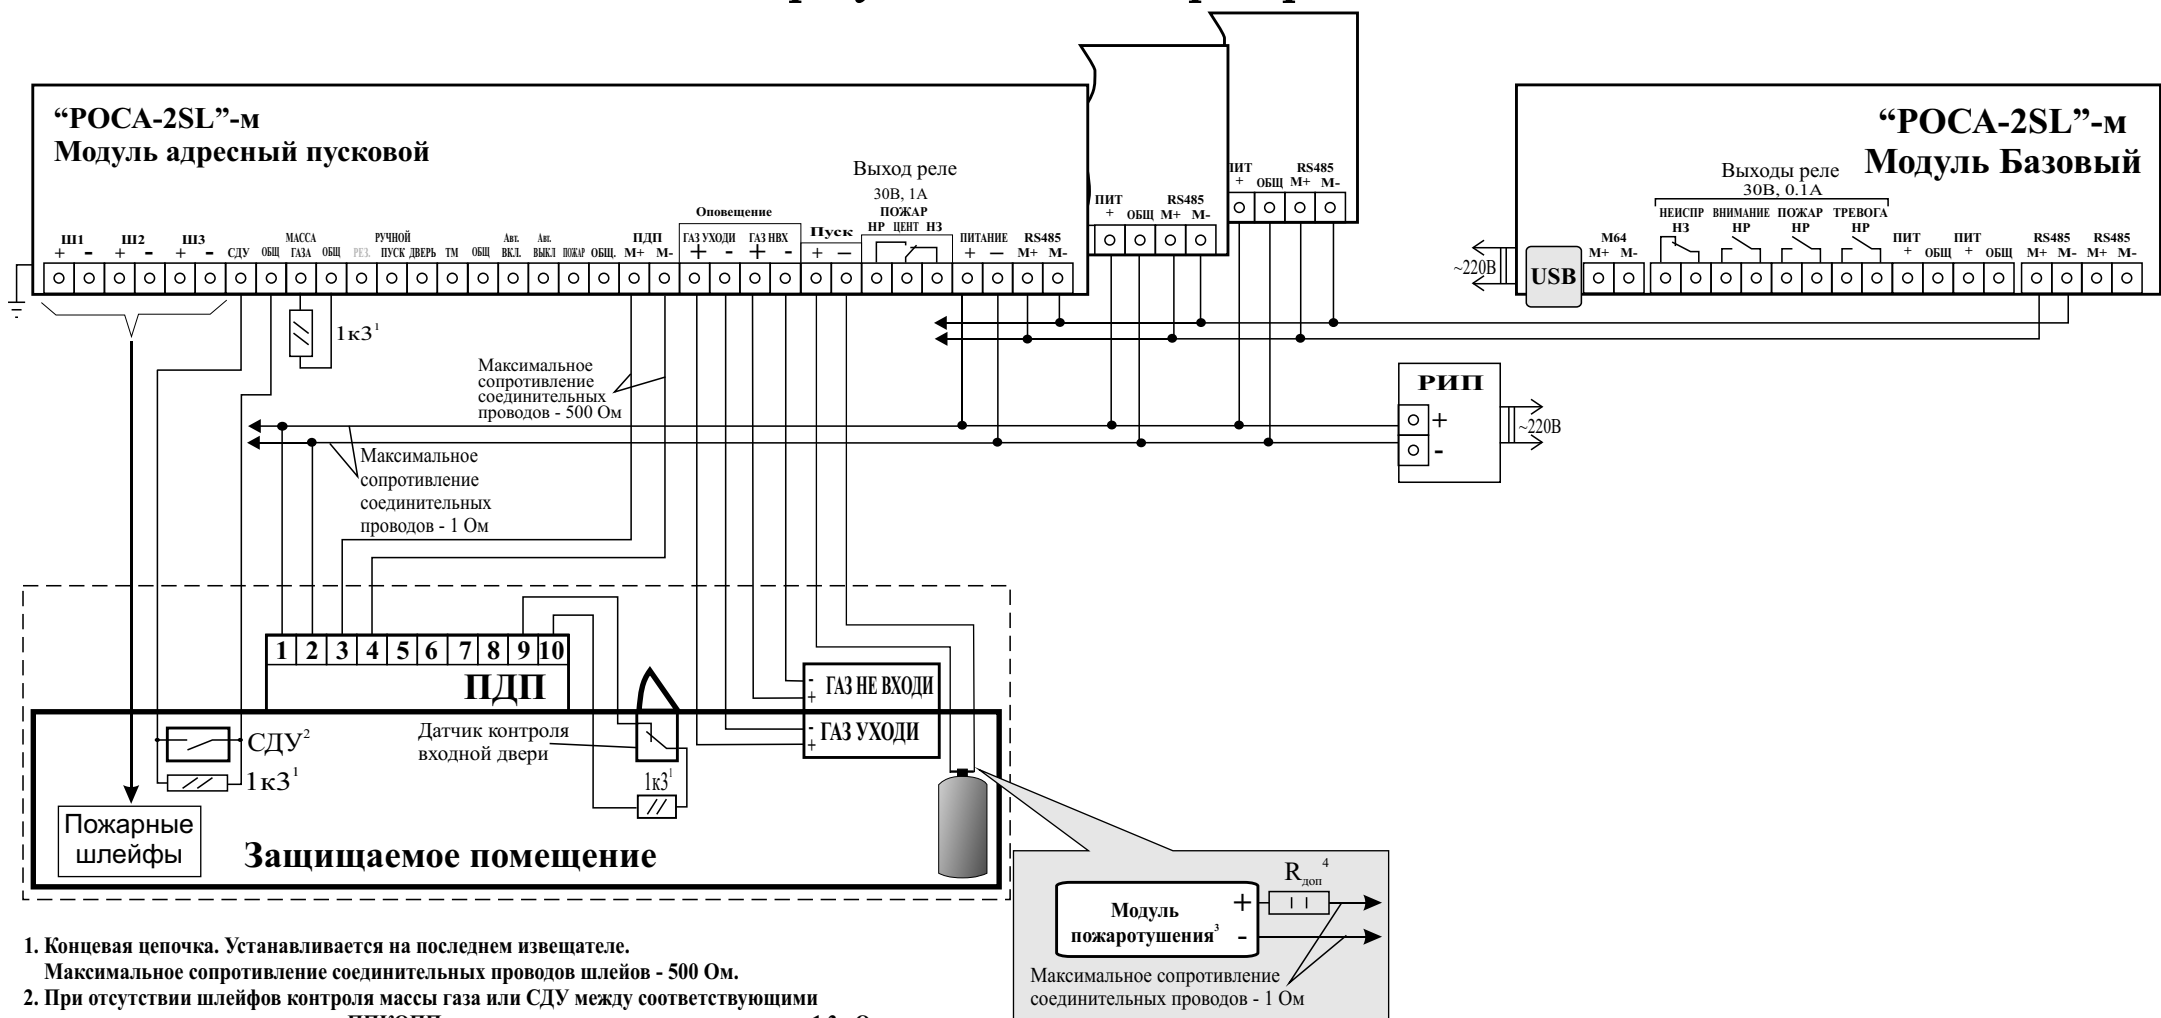 “РОСА-2SL”-м
Модуль адресный пусковой
Выход реле
30В, 1А
Оповещение
ПОЖАР
НР ЦЕНТ НЗ
Ш1 Ш2 Ш3 МАССА РУЧНОЙ Авт. Авт. ПДП ГАЗ УХОДИ ГАЗ НВХ Пуск ПИТАНИЕ RS485
+ - + - + - СДУ ОБЩ ГАЗА ОБЩ РЕЗ. ПУСК ДВЕРЬ ТМ ОБЩ ВКЛ. ВЫКЛ ПОЖАР ОБЩ. М+ М- + - + - + – + – М+ М-
ПИТ RS485
+ ОБЩ М+ М-
ПИТ RS485
+ ОБЩ М+ М-
“РОСА-2SL”-м
Модуль Базовый
Выходы реле
30В, 0.1А
НЕИСПР ВНИМАНИЕ ПОЖАР ТРЕВОГА
НЗ НР НР НР
М64 ПИТ ПИТ RS485 RS485
М+ М- + ОБЩ + ОБЩ М+ М- М+ М-
~220В
USB
1к3¹
Максимальное
сопротивление
соединительных
проводов - 500 Ом
РИП
+
-
~220В
Максимальное
сопротивление
соединительных
проводов - 1 Ом
1 2 3 4 5 6 7 8 9 10
ПДП
-
+
ГАЗ НЕ ВХОДИ
-
+
ГАЗ УХОДИ
СДУ²
1к3¹
Датчик контроля
входной двери
1к3¹
Пожарные
шлейфы
Защищаемое помещение
Rдоп⁴
Модуль
пожаротушения³
+
-
Максимальное сопротивление
соединительных проводов - 1 Ом
1. Концевая цепочка. Устанавливается на последнем извещателе.
Максимальное сопротивление соединительных проводов шлейов - 500 Ом.
2. При отсутствии шлейфов контроля массы газа или СДУ между соответствующими